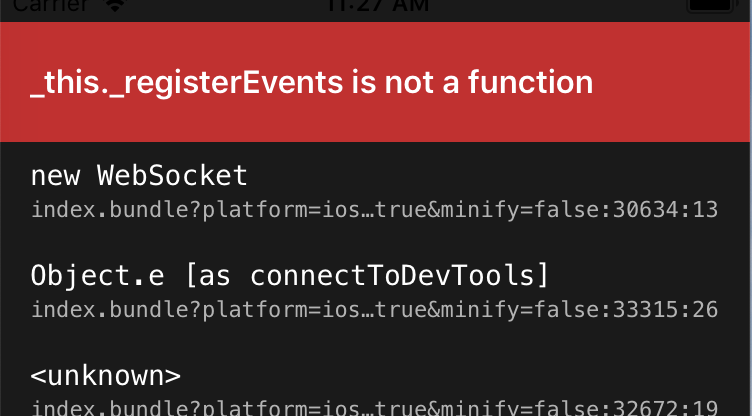 Carrier 11:27 AM
_this._registerEvents is not a function
new WebSocket
index.bundle?platform=ios…true&minify=false:30634:13
Object.e [as connectToDevTools]
index.bundle?platform=ios…true&minify=false:33315:26
<unknown>
index.bundle?platform=ios…true&minify=false:32672:19